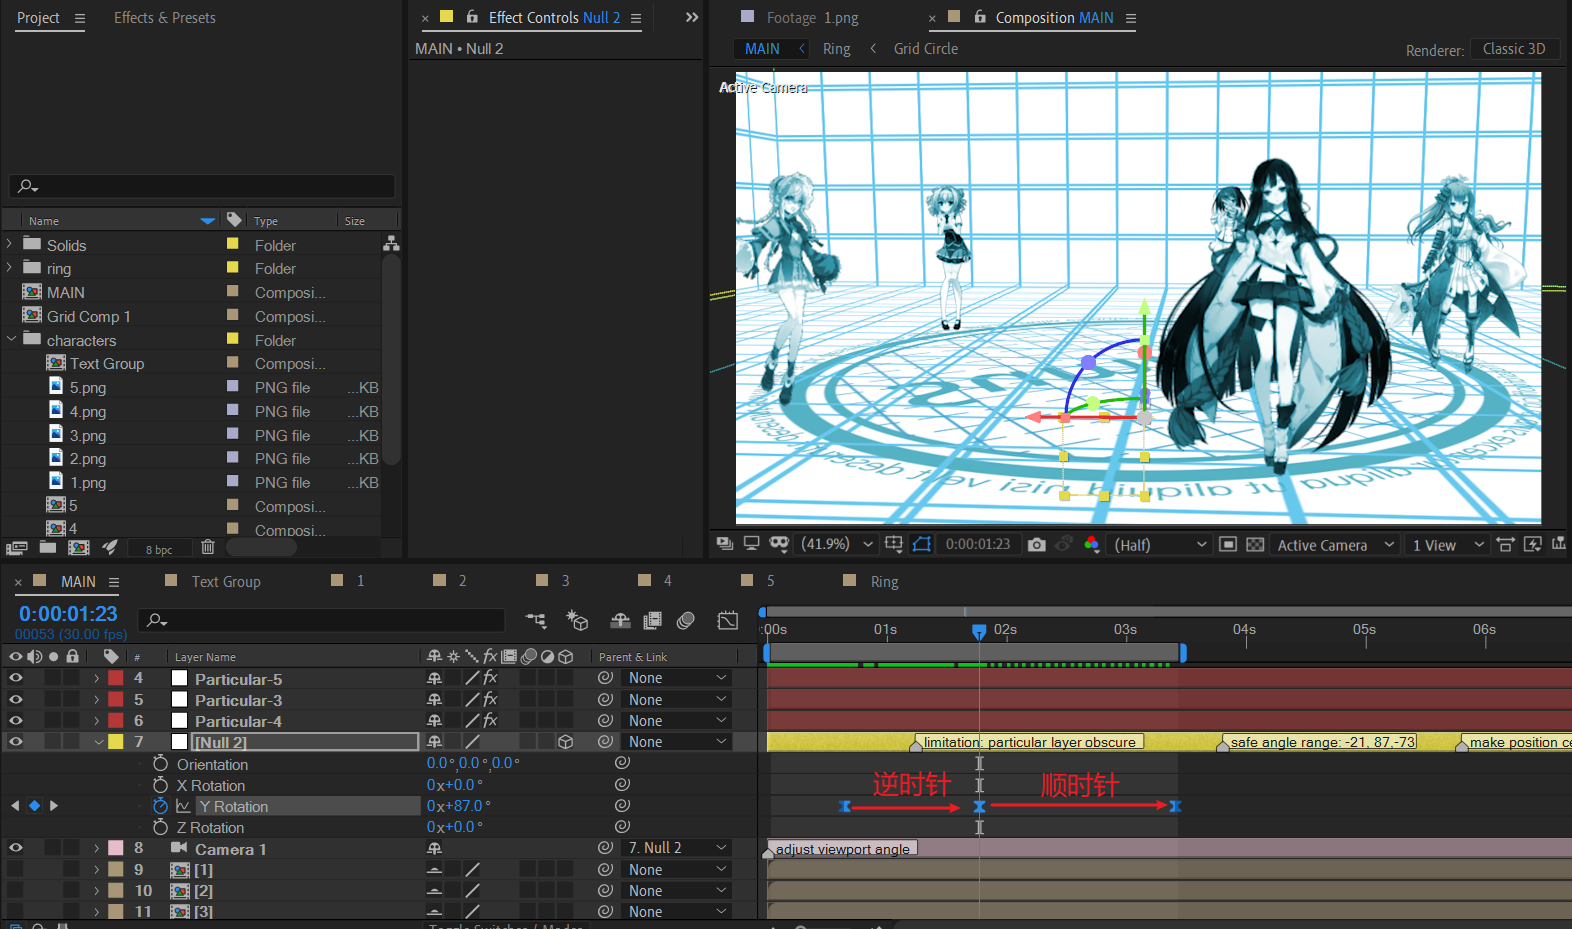 Project
Effects & Presets
Effect Controls Null 2
Footage 1.png
Composition MAIN
MAIN • Null 2
MAIN
Ring
Grid Circle
Renderer:
Classic 3D
Active Camera
Name
Type
Size
Solids
Folder
ring
Folder
MAIN
Composi...
Grid Comp 1
Composi...
characters
Folder
Text Group
Composi...
5.png
PNG file
...KB
4.png
PNG file
...KB
3.png
PNG file
...KB
2.png
PNG file
...KB
1.png
PNG file
...KB
5
Composi...
4
Composi...
8 bpc
(41.9%)
0:00:01:23
(Half)
Active Camera
1 View
MAIN
Text Group
1
2
3
4
5
Ring
0:00:01:23
00053 (30.00 fps)
:00s
01s
02s
03s
04s
05s
06s
#
Layer Name
Parent & Link
4
Particular-5
None
5
Particular-3
None
6
Particular-4
None
7
[Null 2]
None
limitation: particular layer obscure
safe angle range: -21, 87,-73
make position ce
Orientation
0.0°,0.0°,0.0°
X Rotation
0x+0.0°
逆时针
顺时针
Y Rotation
0x+87.0°
Z Rotation
0x+0.0°
8
Camera 1
7. Null 2
adjust viewport angle
9
[1]
None
10
[2]
None
11
[3]
None
Toggle Switches / Modes